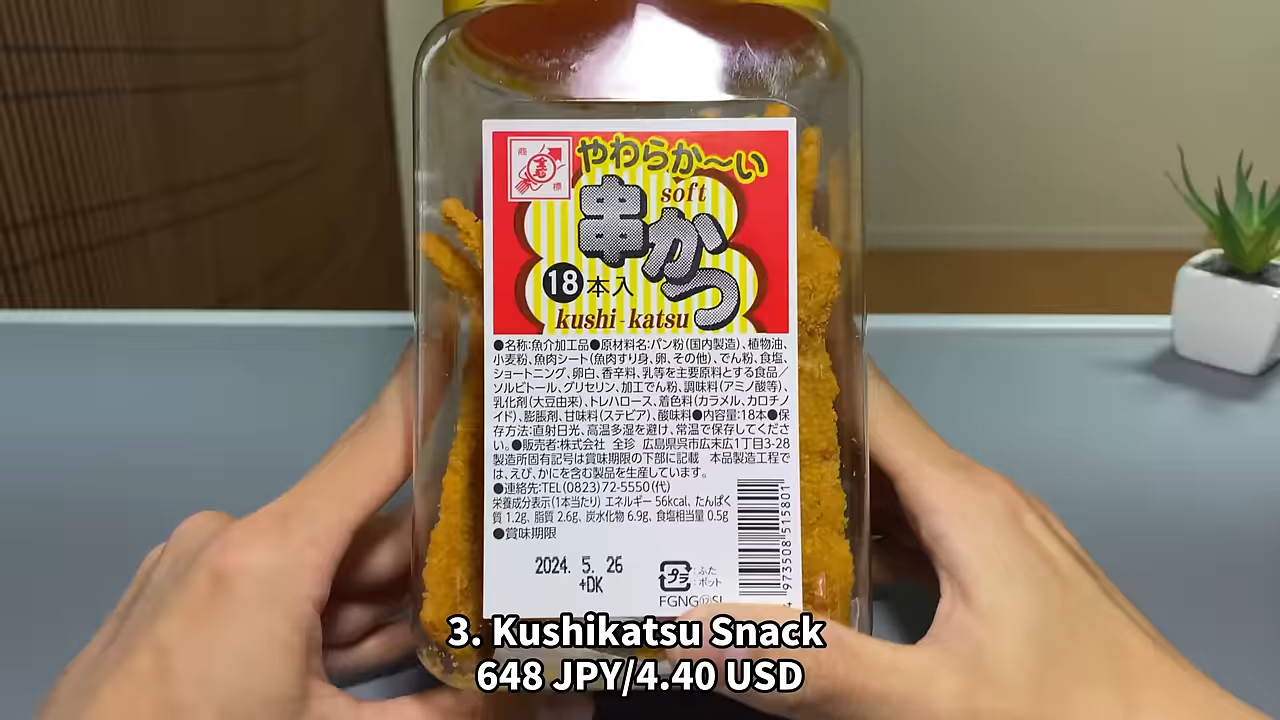 商標
やわらか〜い
soft
串かつ
18本入
kushi-katsu
●名称:魚介加工品●原材料名:パン粉(国内製造)、植物油、
小麦粉、魚肉シート(魚肉すり身、卵、その他)、でん粉、食塩、
ショートニング、卵白、香辛料、乳等を主要原料とする食品/
ソルビトール、グリセリン、加工でん粉、調味料(アミノ酸等)、
乳化剤(大豆由来)、トレハロース、着色料(カラメル、カロチノ
イド)、膨脹剤、甘味料(ステビア)、酸味料●内容量:18本●保
存方法:直射日光、高温多湿を避け、常温で保存してくださ
い。●販売者:株式会社 全珍 広島県呉市広末広1丁目3-28
製造所固有記号は賞味期限の下部に記載 本品製造工程で
は、えび、かにを含む製品を生産しています。
●連絡先:TEL(0823)72-5550(代)
栄養成分表示(1本当たり) エネルギー 56kcal、たんぱく
質 1.2g、脂質 2.6g、炭水化物 6.9g、食塩相当量 0.5g
●賞味期限
2024. 5. 26
+DK
プラ
:ふた
:ポット
4 973508 515801
3. Kushikatsu Snack
648 JPY/4.40 USD